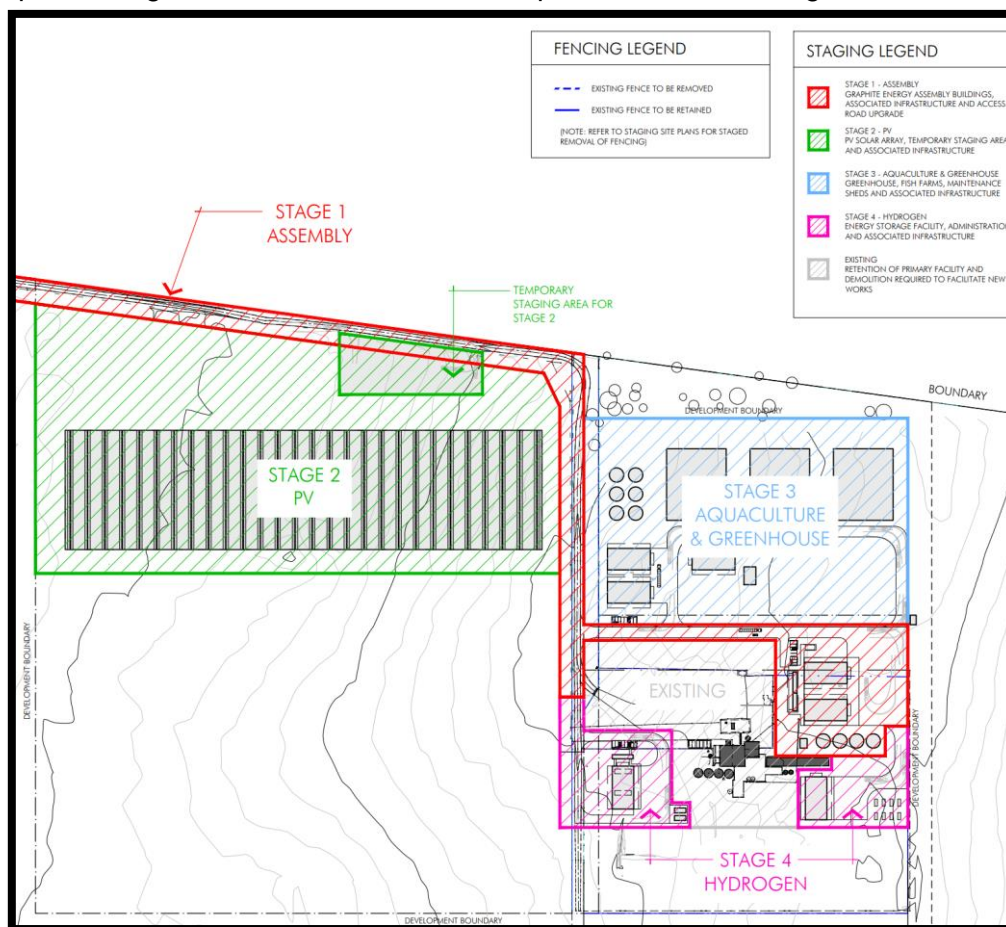 FENCING LEGEND
EXISTING FENCE TO BE REMOVED
EXISTING FENCE TO BE RETAINED
(NOTE: REFER TO STAGING SITE PLANS FOR STAGED
REMOVAL OF FENCING)
STAGING LEGEND
STAGE 1 - ASSEMBLY
GRAPHITE ENERGY ASSEMBLY BUILDINGS,
ASSOCIATED INFRASTRUCTURE AND ACCESS
ROAD UPGRADE
STAGE 2 - PV
PV SOLAR ARRAY, TEMPORARY STAGING AREA
AND ASSOCIATED INFRASTRUCTURE
STAGE 3 - AQUACULTURE & GREENHOUSE
GREENHOUSE, FISH FARMS, MAINTENANCE
SHEDS AND ASSOCIATED INFRASTRUCTURE
STAGE 4 - HYDROGEN
ENERGY STORAGE FACILITY, ADMINISTRATION
AND ASSOCIATED INFRASTRUCTURE
EXISTING
RETENTION OF PRIMARY FACILITY AND
DEMOLITION REQUIRED TO FACILITATE NEW
WORKS
STAGE 1
ASSEMBLY
TEMPORARY
STAGING AREA FOR
STAGE 2
BOUNDARY
DEVELOPMENT BOUNDARY
STAGE 2
PV
STAGE 3
AQUACULTURE
& GREENHOUSE
DEVELOPMENT BOUNDARY
EXISTING
DEVELOPMENT BOUNDARY
STAGE 4
HYDROGEN
DEVELOPMENT BOUNDARY